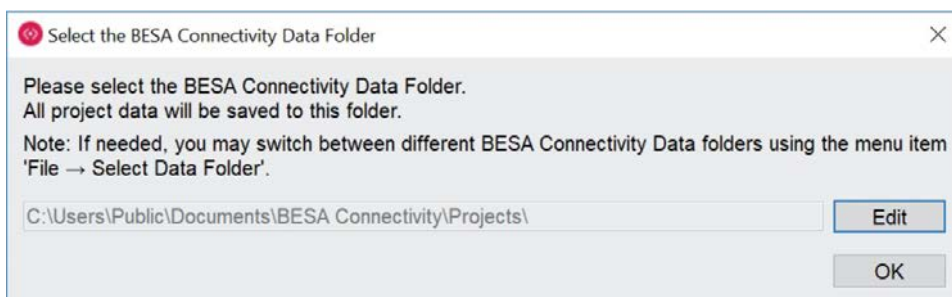 Select the BESA Connectivity Data Folder
Please select the BESA Connectivity Data Folder.
All project data will be saved to this folder.
Note: If needed, you may switch between different BESA Connectivity Data folders using the menu item
'File → Select Data Folder'.
C:\Users\Public\Documents\BESA Connectivity\Projects\
Edit
OK